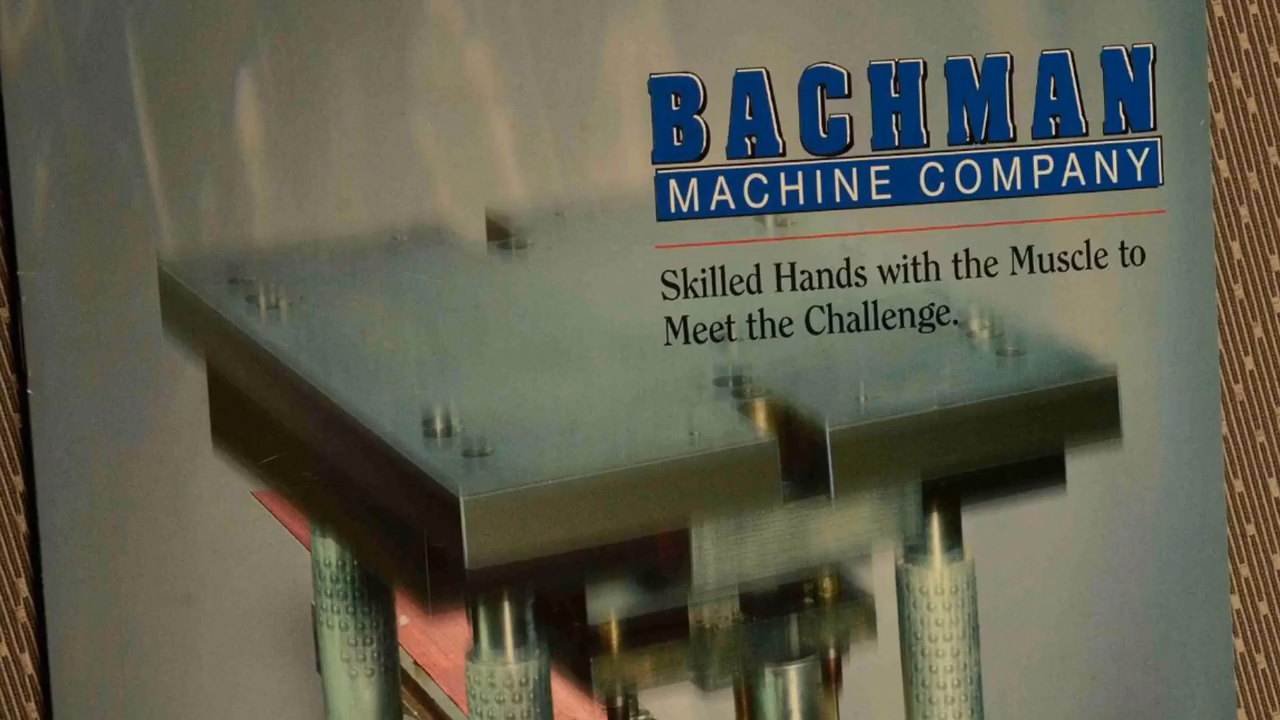 BACHMAN
MACHINE COMPANY
Skilled Hands with the Muscle to
Meet the Challenge.